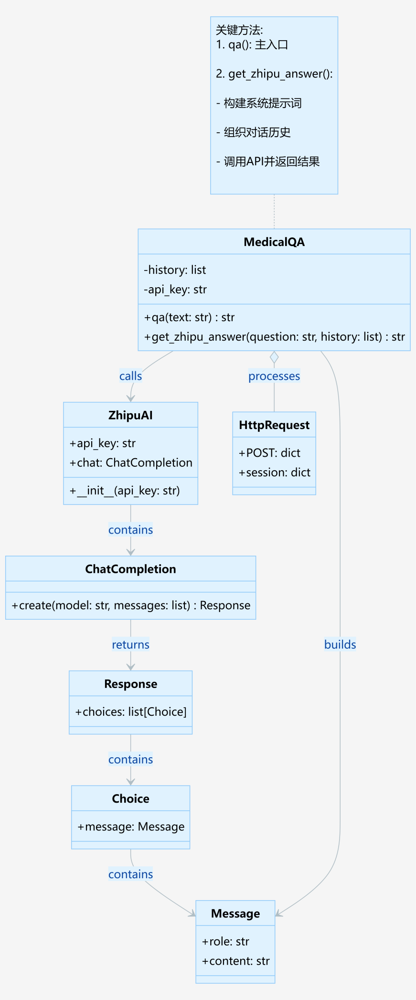 关键方法:
1. qa(): 主入口
2. get_zhipu_answer():
- 构建系统提示词
- 组织对话历史
- 调用API并返回结果
MedicalQA
-history: list
-api_key: str
+qa(text: str) : str
+get_zhipu_answer(question: str, history: list) : str
calls
processes
ZhipuAI
+api_key: str
+chat: ChatCompletion
+__init__(api_key: str)
HttpRequest
+POST: dict
+session: dict
contains
ChatCompletion
+create(model: str, messages: list) : Response
returns
builds
Response
+choices: list[Choice]
contains
Choice
+message: Message
contains
Message
+role: str
+content: str